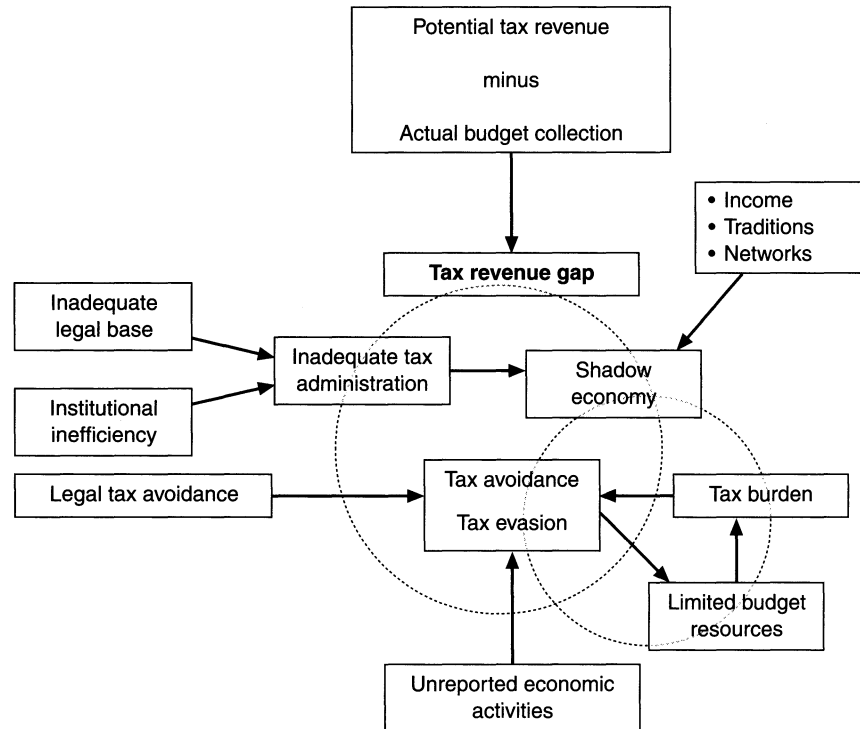 Potential tax revenue
minus
Actual budget collection
• Income
• Traditions
• Networks
Tax revenue gap
Inadequate
legal base
Inadequate tax
administration
Shadow
economy
Institutional
inefficiency
Legal tax avoidance
Tax avoidance
Tax evasion
Tax burden
Limited budget
resources
Unreported economic
activities